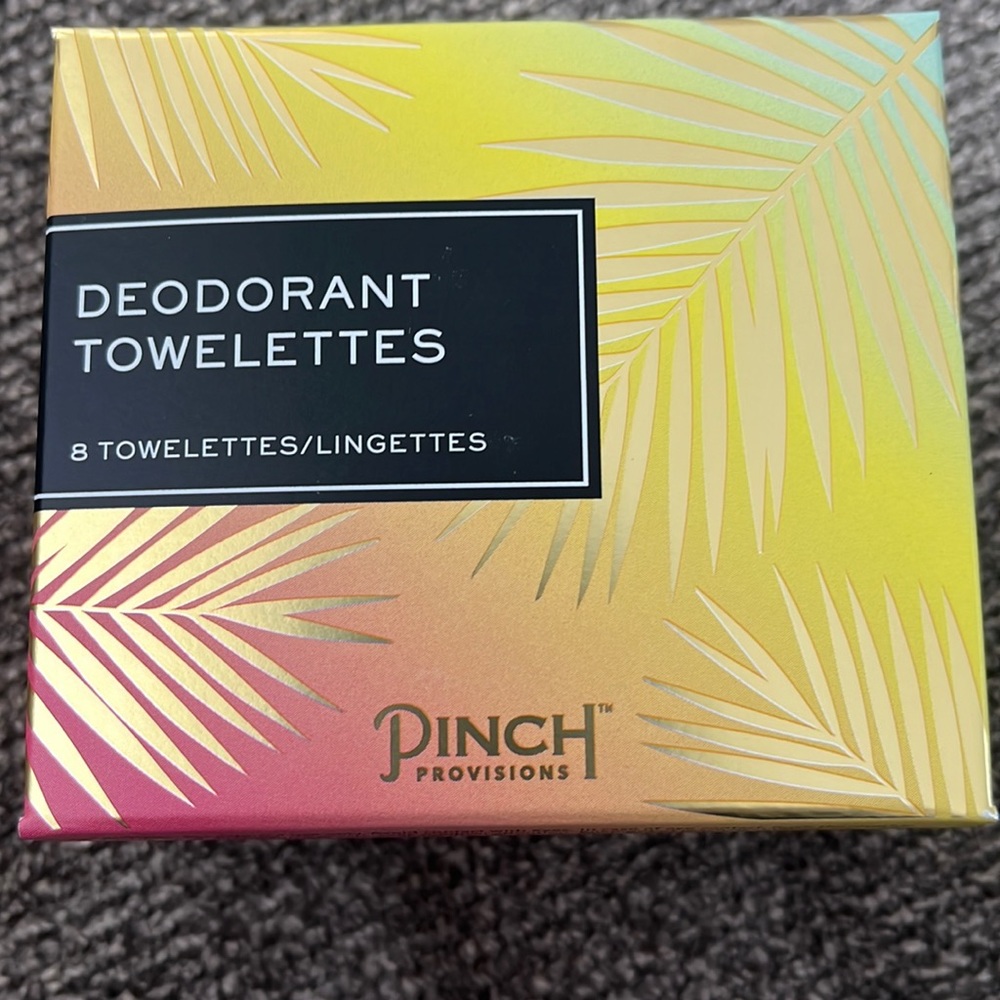 DEODORANT
TOWELETTES
8 TOWELETTES/LINGETTES
PINCH™
PROVISIONS